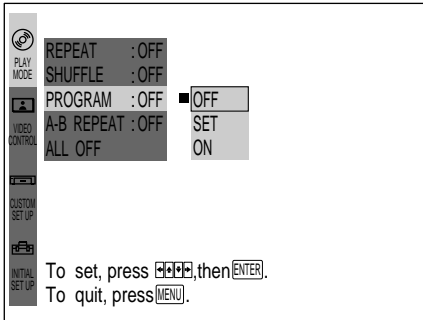 PLAY
MODE
REPEAT :OFF
SHUFFLE :OFF
PROGRAM :OFF OFF
A-B REPEAT :OFF SET
ALL OFF ON
VIDEO
CONTROL
CUSTOM
SET UP
INITIAL
SET UP
To set, press ,then ENTER.
To quit, press MENU.